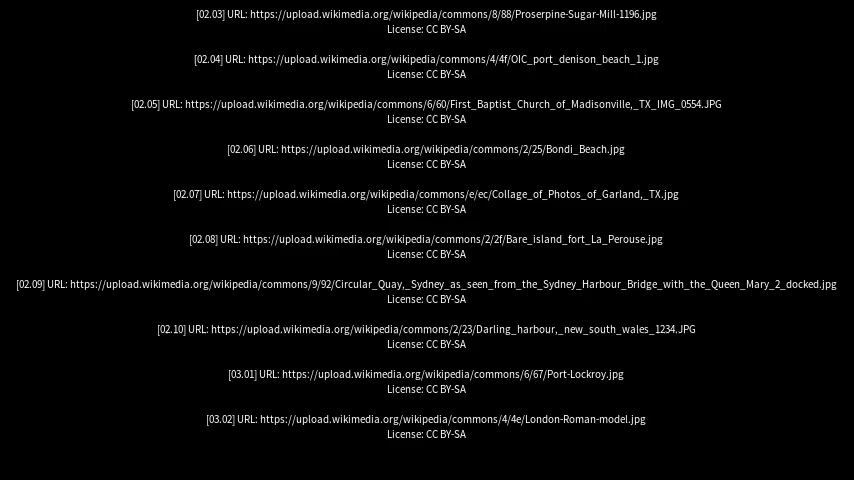 [02.03] URL: https://upload.wikimedia.org/wikipedia/commons/8/88/Proserpine-Sugar-Mill-1196.jpg
License: CC BY-SA
[02.04] URL: https://upload.wikimedia.org/wikipedia/commons/4/4f/OIC_port_denison_beach_1.jpg
License: CC BY-SA
[02.05] URL: https://upload.wikimedia.org/wikipedia/commons/6/60/First_Baptist_Church_of_Madisonville,_TX_IMG_0554.JPG
License: CC BY-SA
[02.06] URL: https://upload.wikimedia.org/wikipedia/commons/2/25/Bondi_Beach.jpg
License: CC BY-SA
[02.07] URL: https://upload.wikimedia.org/wikipedia/commons/e/ec/Collage_of_Photos_of_Garland,_TX.jpg
License: CC BY-SA
[02.08] URL: https://upload.wikimedia.org/wikipedia/commons/2/2f/Bare_island_fort_La_Perouse.jpg
License: CC BY-SA
[02.09] URL: https://upload.wikimedia.org/wikipedia/commons/9/92/Circular_Quay,_Sydney_as_seen_from_the_Sydney_Harbour_Bridge_with_the_Queen_Mary_2_docked.jpg
License: CC BY-SA
[02.10] URL: https://upload.wikimedia.org/wikipedia/commons/2/23/Darling_harbour,_new_south_wales_1234.JPG
License: CC BY-SA
[03.01] URL: https://upload.wikimedia.org/wikipedia/commons/6/67/Port-Lockroy.jpg
License: CC BY-SA
[03.02] URL: https://upload.wikimedia.org/wikipedia/commons/4/4e/London-Roman-model.jpg
License: CC BY-SA